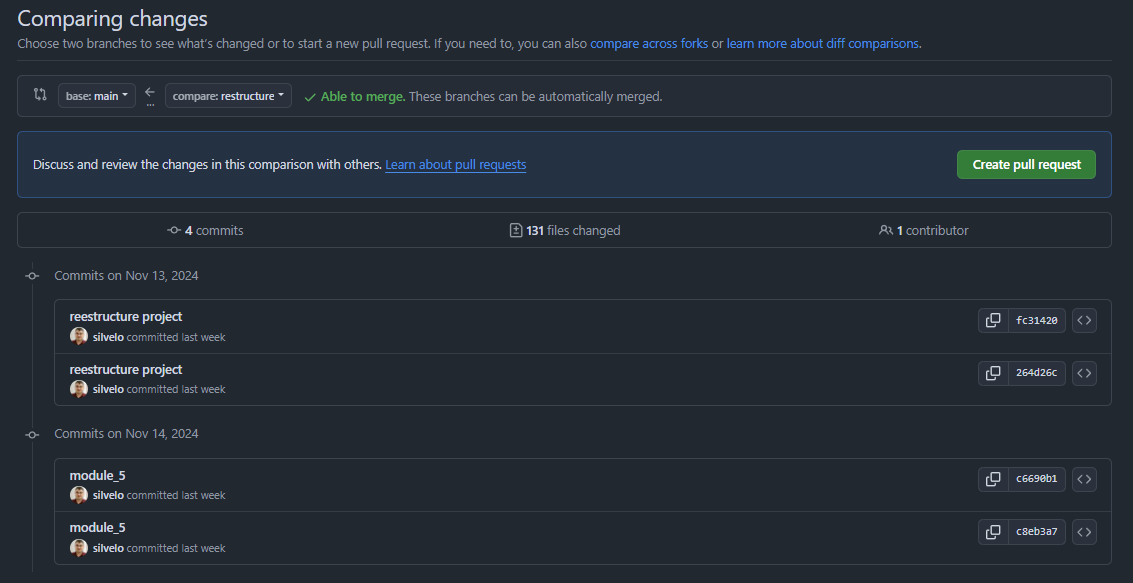 Comparing changes
Choose two branches to see what's changed or to start a new pull request. If you need to, you can also compare across forks or learn more about diff comparisons.
base: main ... compare: restructure Able to merge. These branches can be automatically merged.
Discuss and review the changes in this comparison with others. Learn about pull requests Create pull request
4 commits 131 files changed 1 contributor
Commits on Nov 13, 2024
reestructure project
fc31420
silvelo committed last week
reestructure project
264d26c
silvelo committed last week
Commits on Nov 14, 2024
module_5
c6690b1
silvelo committed last week
module_5
c8eb3a7
silvelo committed last week